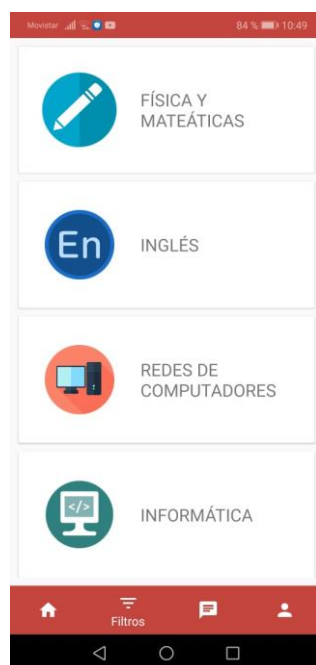 Movistar 84 % 10:49
FÍSICA Y
MATEÁTICAS
En
INGLÉS
REDES DE
COMPUTADORES
</>
INFORMÁTICA
Filtros